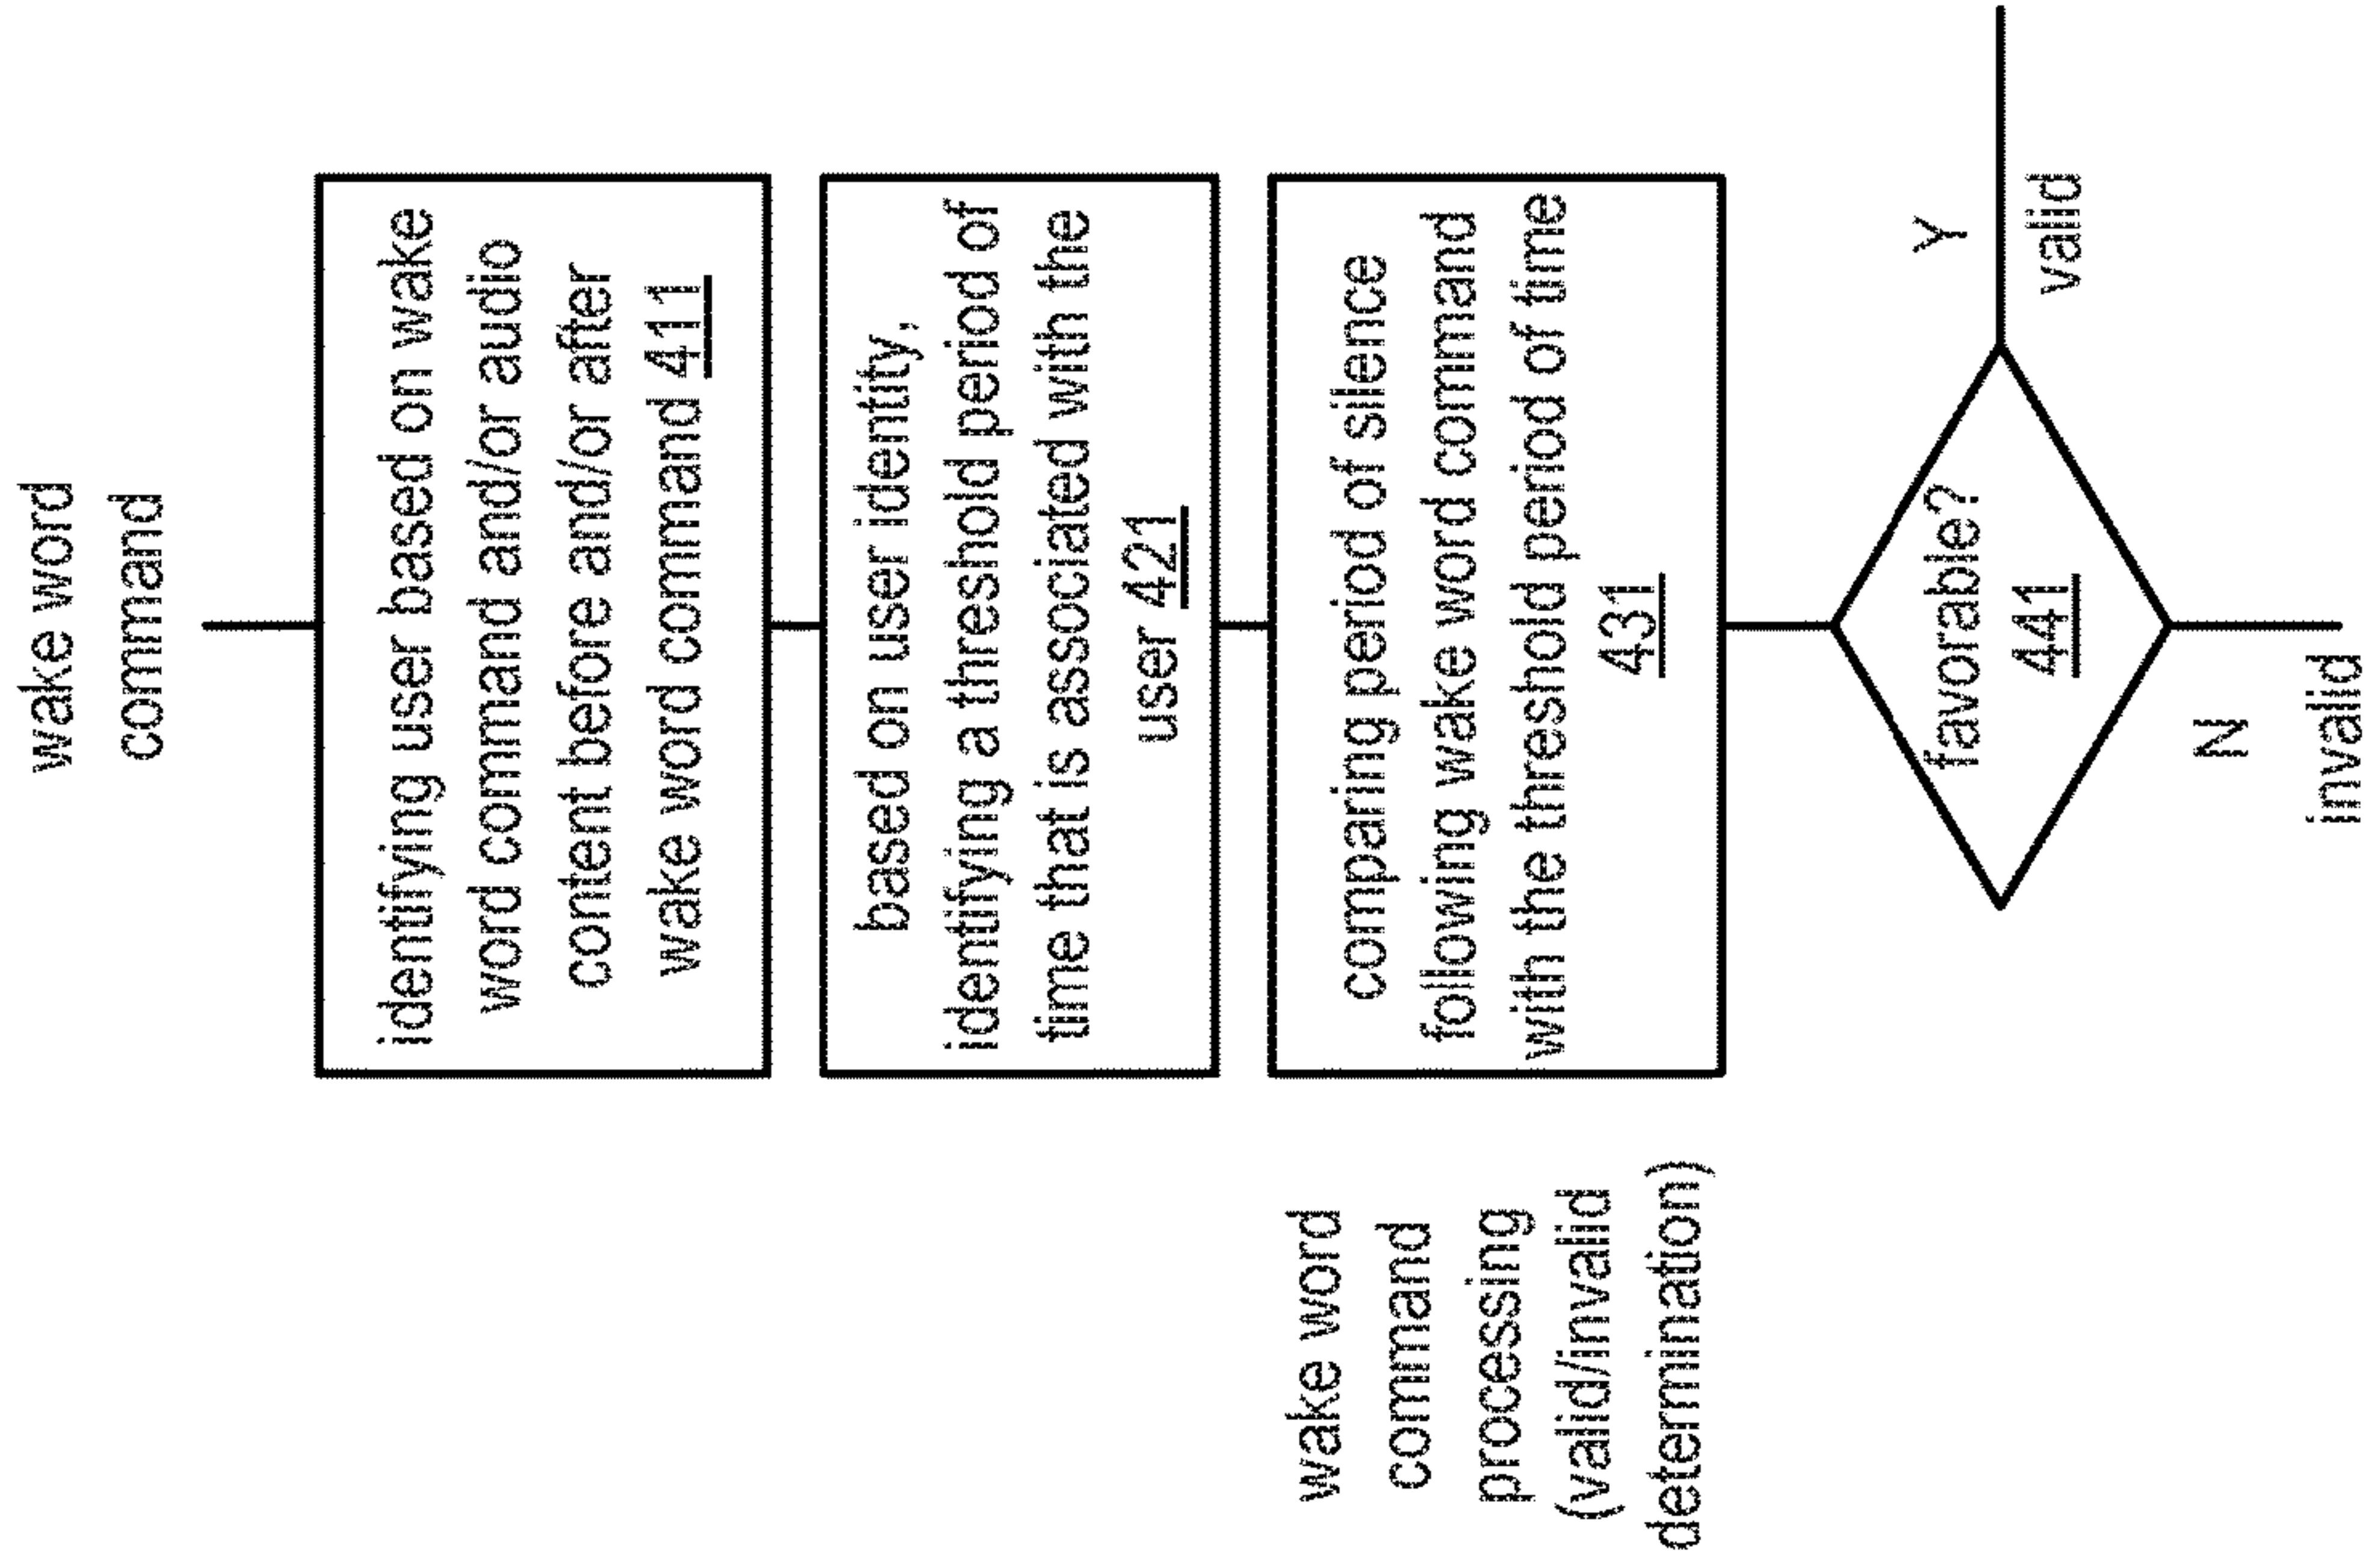 wake word
command
identifying user based on wake
word command and/or audio
content before and/or after
wake word command 411
based on user identity,
identifying a threshold period of
time that is associated with the
user 421
comparing period of silence
following wake word command
with the threshold period of time
431
favorable?
441
Y
valid
N
invalid
wake word
command
processing
(valid/invalid
determination)